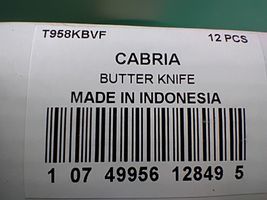 T958KBVF 12 PCS
CABRIA
BUTTER KNIFE
MADE IN INDONESIA
1 07 49956 12849 5